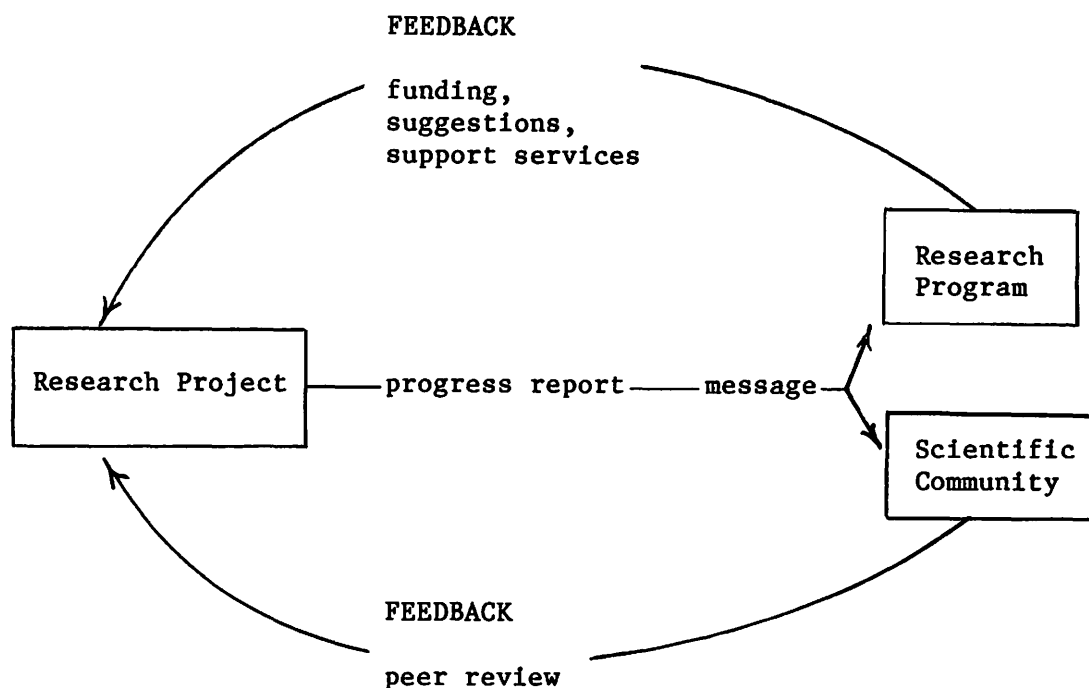 FEEDBACK
funding,
suggestions,
support services
Research
Program
Research Project
progress report
message
Scientific
Community
FEEDBACK
peer review